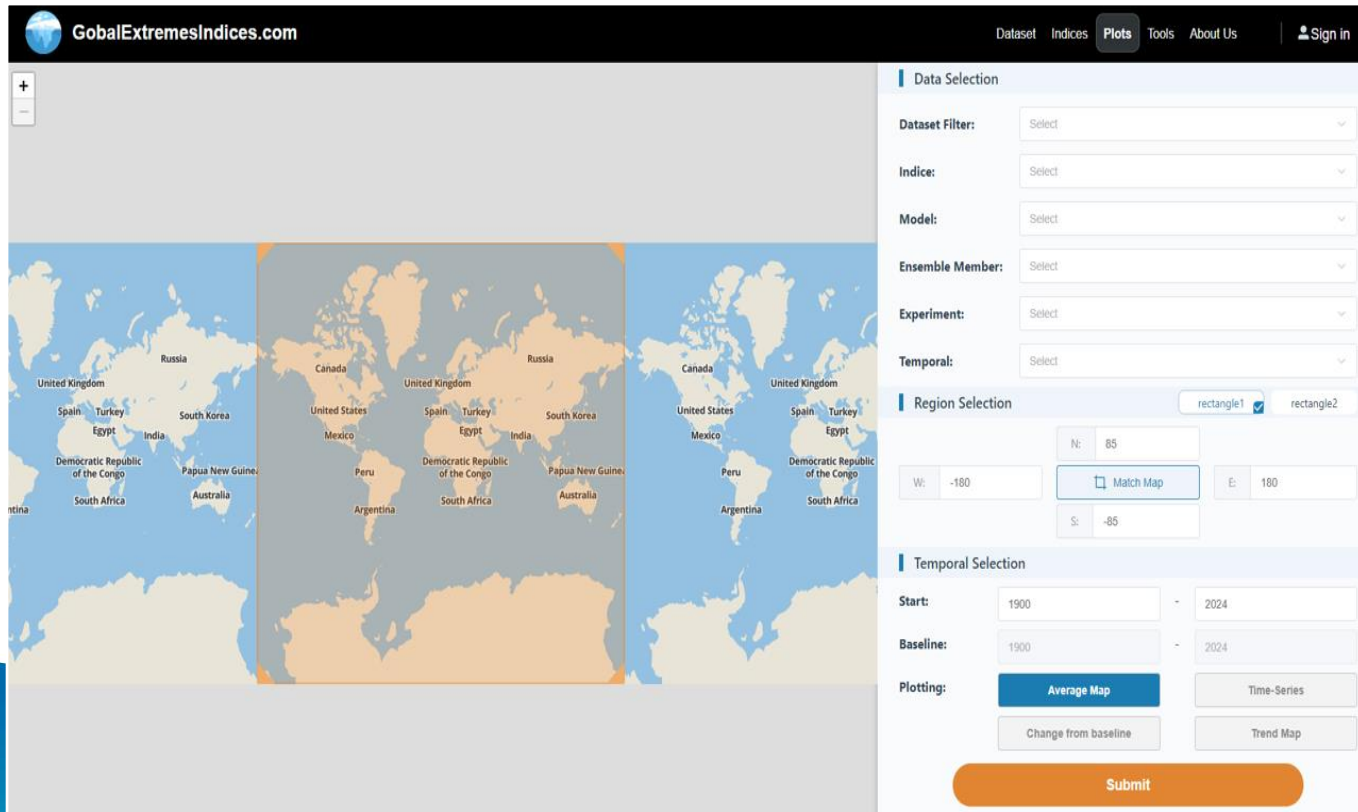 GobalExtremesIndices.com
Dataset Indices Plots Tools About Us Sign in
+
−
Data Selection
Dataset Filter: Select
Indice: Select
Model: Select
Ensemble Member: Select
Experiment: Select
Temporal: Select
Region Selection rectangle1 rectangle2
N: 85
W: -180 Match Map E: 180
S: -85
Temporal Selection
Start: 1900 - 2024
Baseline: 1900 - 2024
Plotting: Average Map Time-Series
Change from baseline Trend Map
Submit
Russia
United Kingdom
Spain Turkey South Korea
Egypt India
Democratic Republic
of the Congo
Papua New Guine
South Africa Australia
ntina
Canada Russia
United Kingdom
United States Spain Turkey South Korea
Mexico Egypt India
Peru Democratic Republic
of the Congo
Papua New Guine
South Africa Australia
Argentina
Canada
United Kingdom
United States Spain Turkey
Mexico Egypt
Peru Democratic Republic
of the Congo
South Africa
Argentina